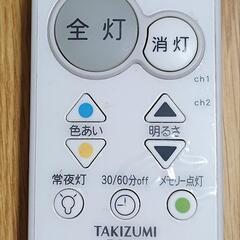 全灯
消灯
ch1
ch2
色あい
明るさ
常夜灯
30/60分off
メモリー点灯
TAKIZUMI